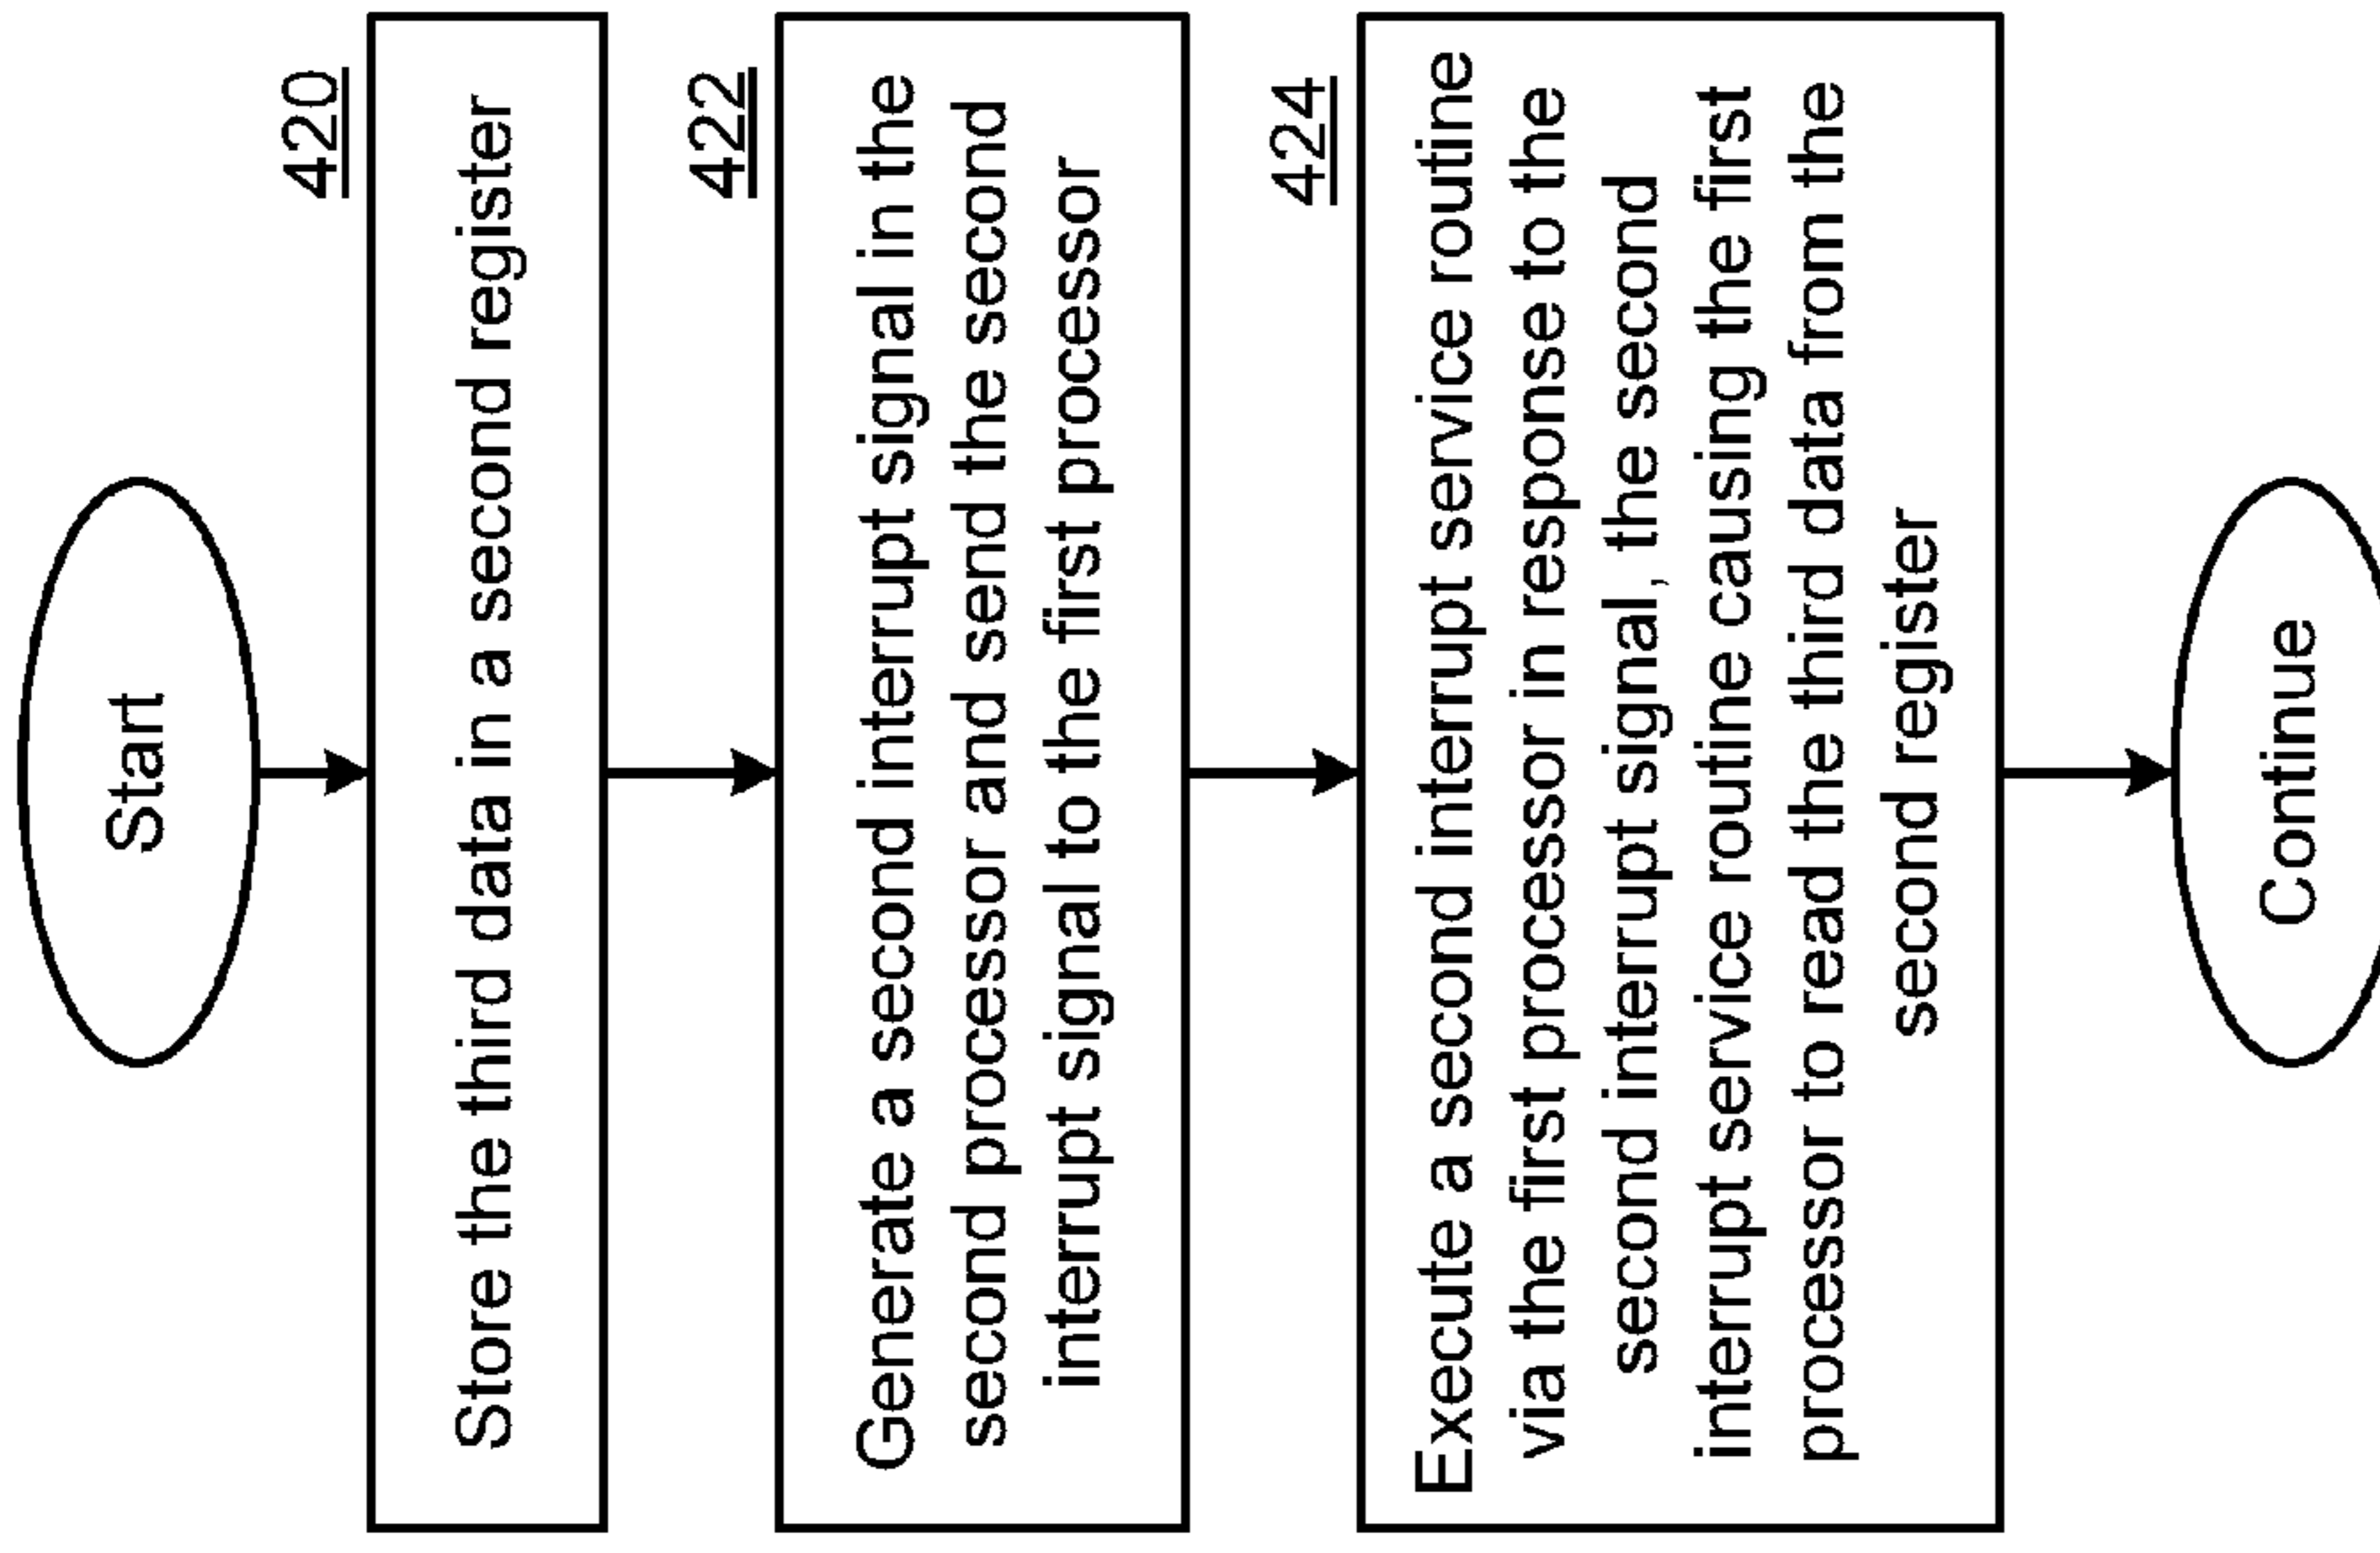 Start
420
Store the third data in a second register
422
Generate a second interrupt signal in the
second processor and send the second
interrupt signal to the first processor
424
Execute a second interrupt service routine
via the first processor in response to the
second interrupt signal, the second
interrupt service routine causing the first
processor to read the third data from the
second register
Continue